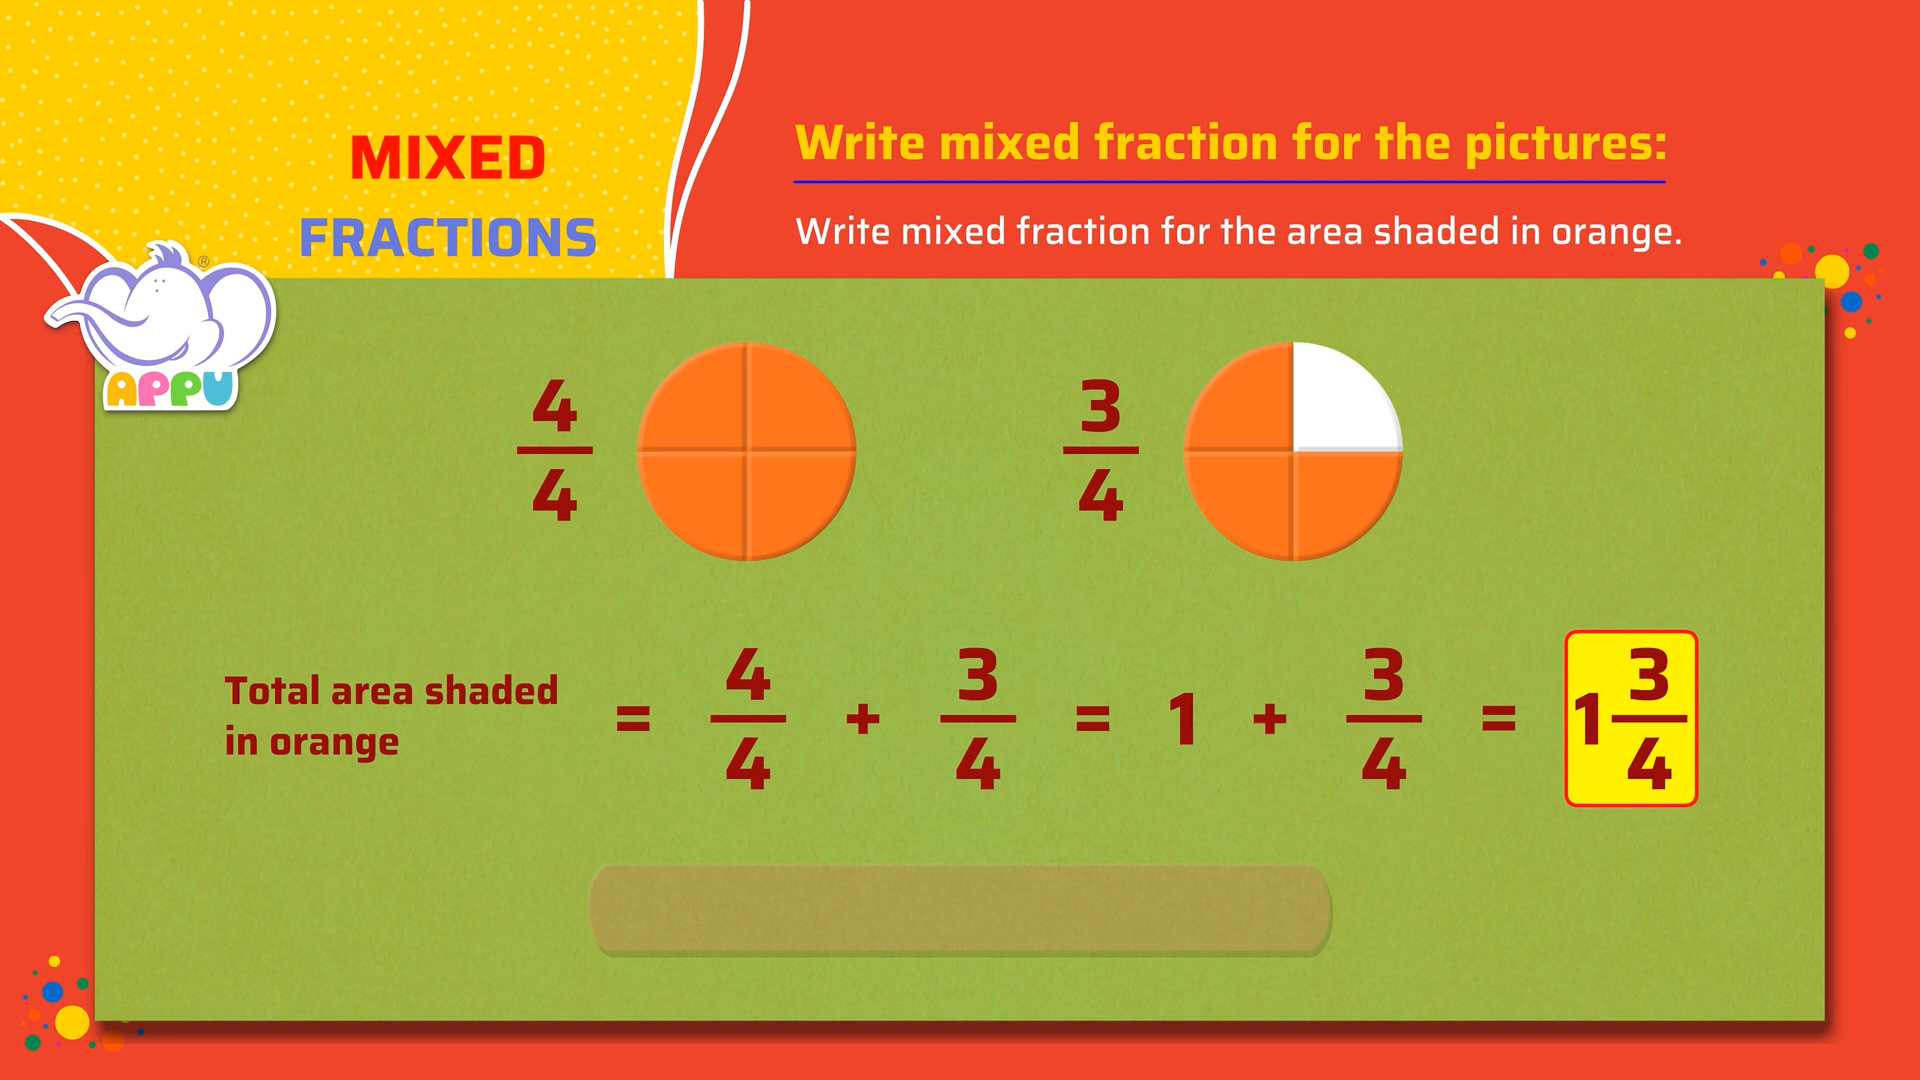 MIXED
FRACTIONS
Write mixed fraction for the pictures:
Write mixed fraction for the area shaded in orange.
®
APPU
4/4
3/4
Total area shaded
in orange
= 4/4 + 3/4 = 1 + 3/4 = 1 3/4